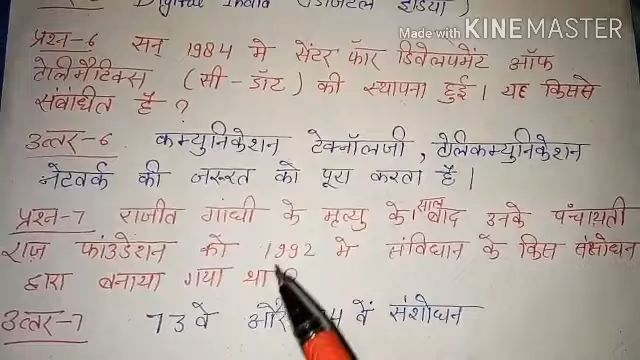 Digital India (डिजिटल इंडिया)
Made with KINEMASTER
प्रश्न-6 सन् 1984 मे सेंटर फॉर डिवेलपमेंट ऑफ
टेलिमैटिक्स (सी-डॉट) की स्थापना हुई। यह किससे
संबंधित है ?
उत्तर-6 कम्युनिकेशन टेक्नॉलजी, टेलिकम्युनिकेशन
नेटवर्क की जरूरत को पूरा करता है।
प्रश्न-7 राजीव गांधी के मृत्यु के 1 साल बाद उनके पंचायती
राज फांउडेशन को 1992 मे संविधान के किस संसोधन
द्वारा बनाया गया था
उत्तर-7 73 वे और वें संशोधन